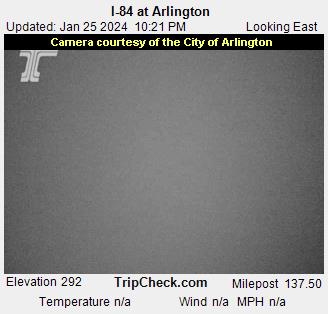 I-84 at Arlington
Updated: Jan 25 2024 10:21 PM Looking East
Camera courtesy of the City of Arlington
Elevation 292 TripCheck.com Milepost 137.50
Temperature n/a Wind n/a MPH n/a